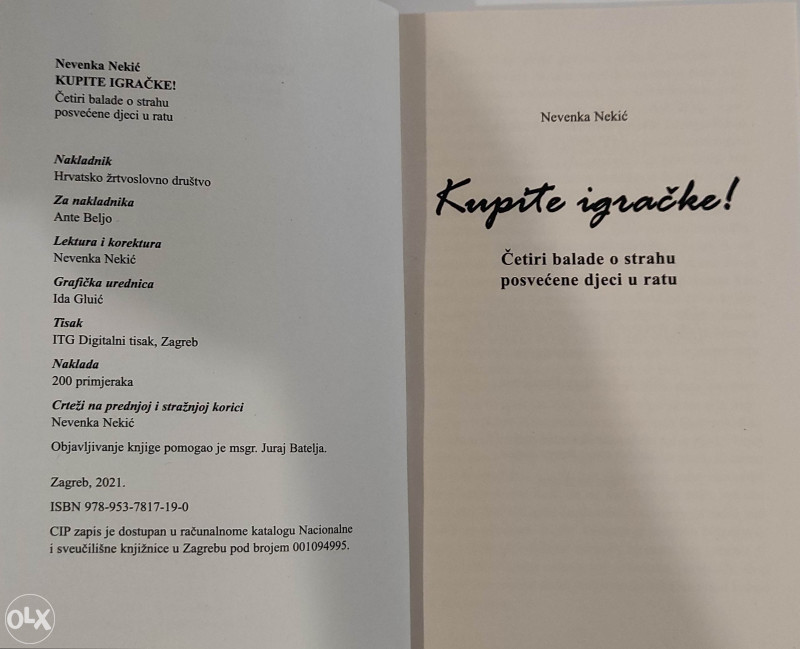 Nevenka Nekić
KUPITE IGRAČKE!
Četiri balade o strahu
posvećene djeci u ratu
Nakladnik
Hrvatsko žrtvoslovno društvo
Za nakladnika
Ante Beljo
Lektura i korektura
Nevenka Nekić
Grafička urednica
Ida Gluić
Tisak
ITG Digitalni tisak, Zagreb
Naklada
200 primjeraka
Crteži na prednjoj i stražnjoj korici
Nevenka Nekić
Objavljivanje knjige pomogao je msgr. Juraj Batelja.
Zagreb, 2021.
ISBN 978-953-7817-19-0
CIP zapis je dostupan u računalnome katalogu Nacionalne
i sveučilišne knjižnice u Zagrebu pod brojem 001094995.
Nevenka Nekić
Kupite igračke!
Četiri balade o strahu
posvećene djeci u ratu
OLX